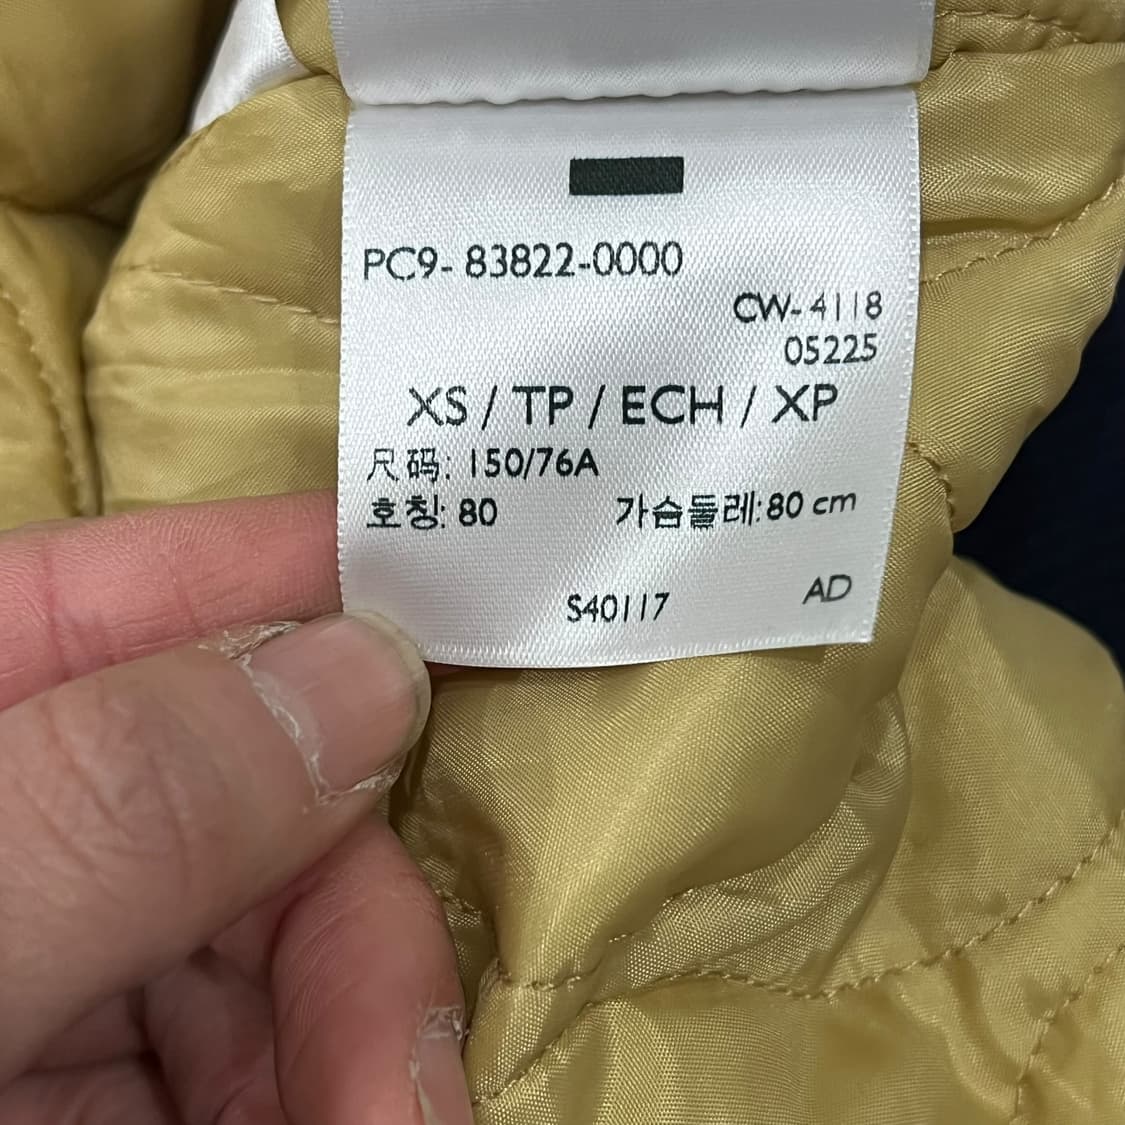 PC9- 83822-0000
CW- 4118
05225
XS / TP / ECH / XP
尺码: 150/76A
호칭: 80 가슴둘레: 80 cm
AD
S40117